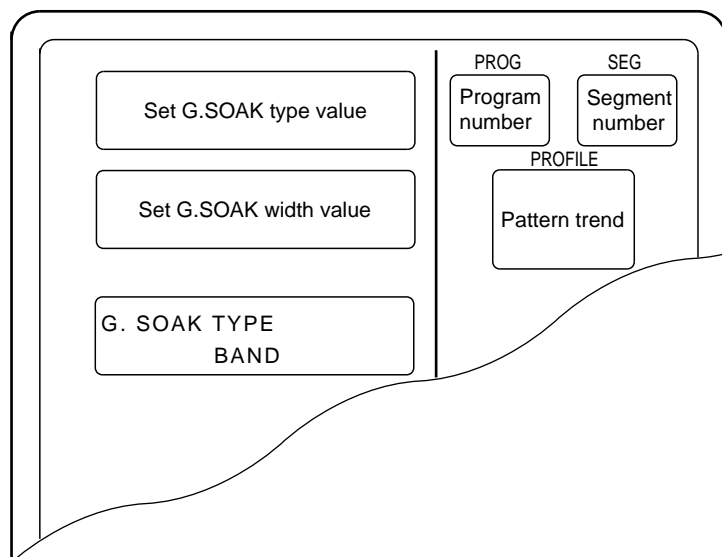 Set G.SOAK type value
Set G.SOAK width value
G. SOAK TYPE
BAND
PROG
SEG
Program
number
Segment
number
PROFILE
Pattern trend